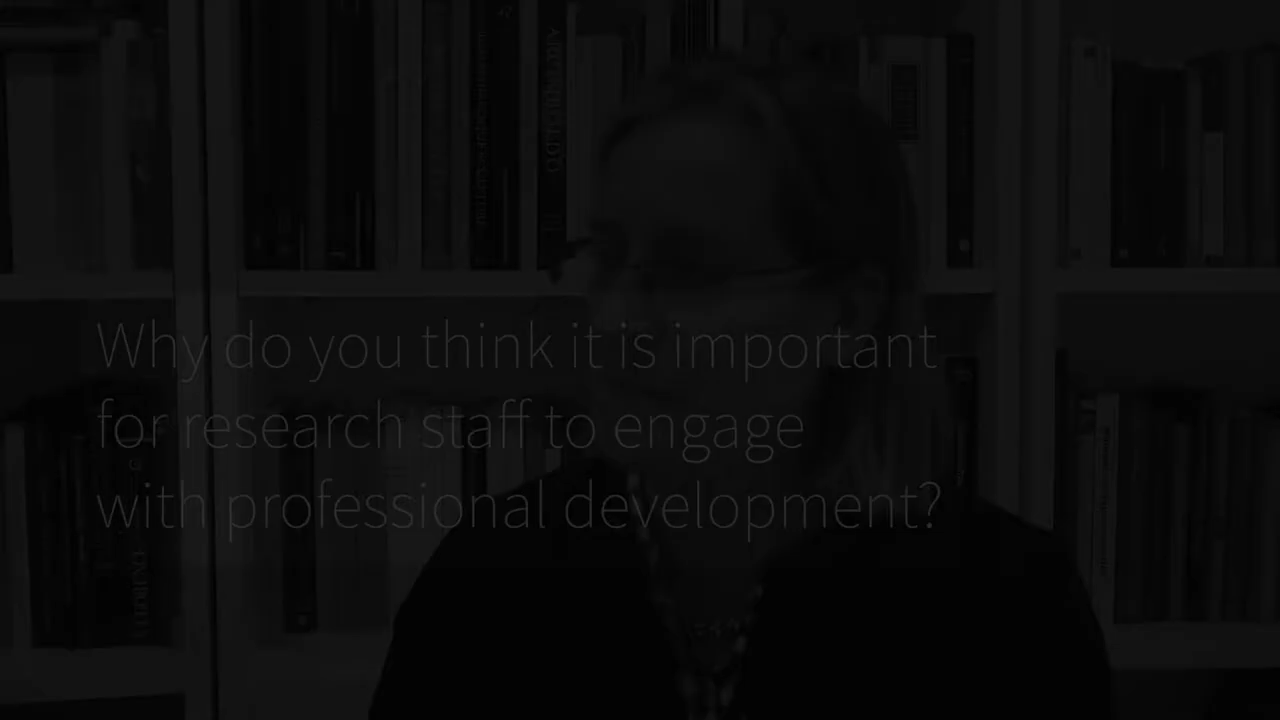 Why do you think it is important
for research staff to engage
with professional development?